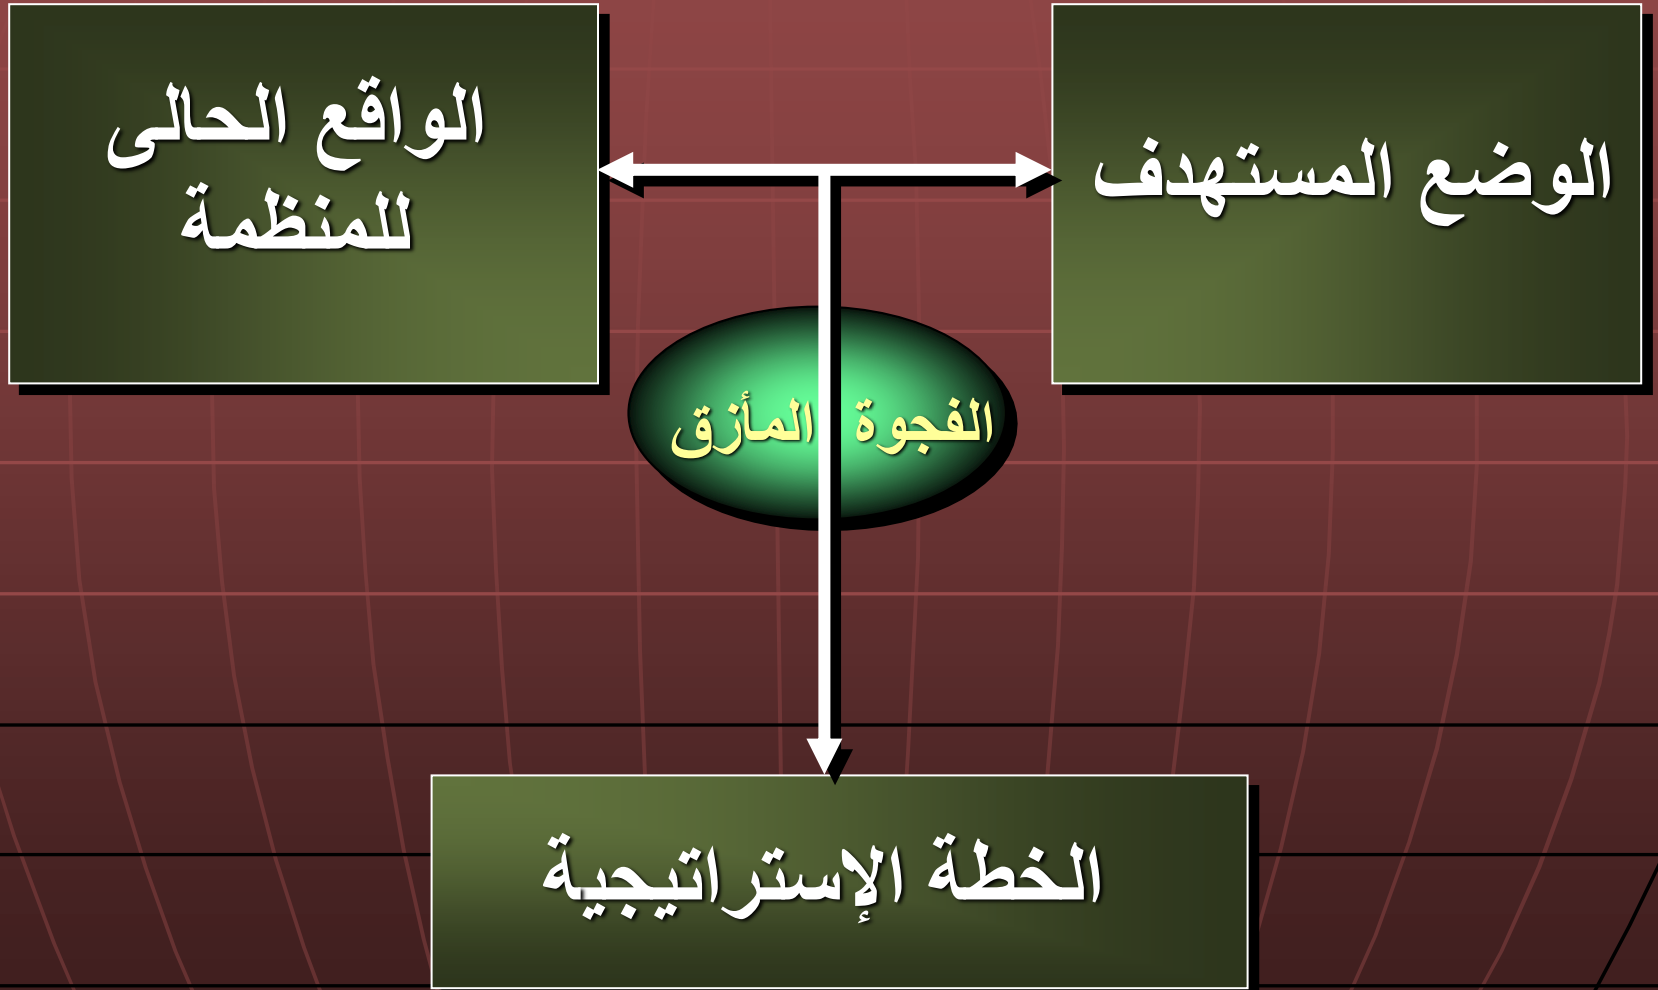 الوضع المستهدف
الواقع الحالى
للمنظمة
الفجوة المأزق
الخطة الإستراتيجية